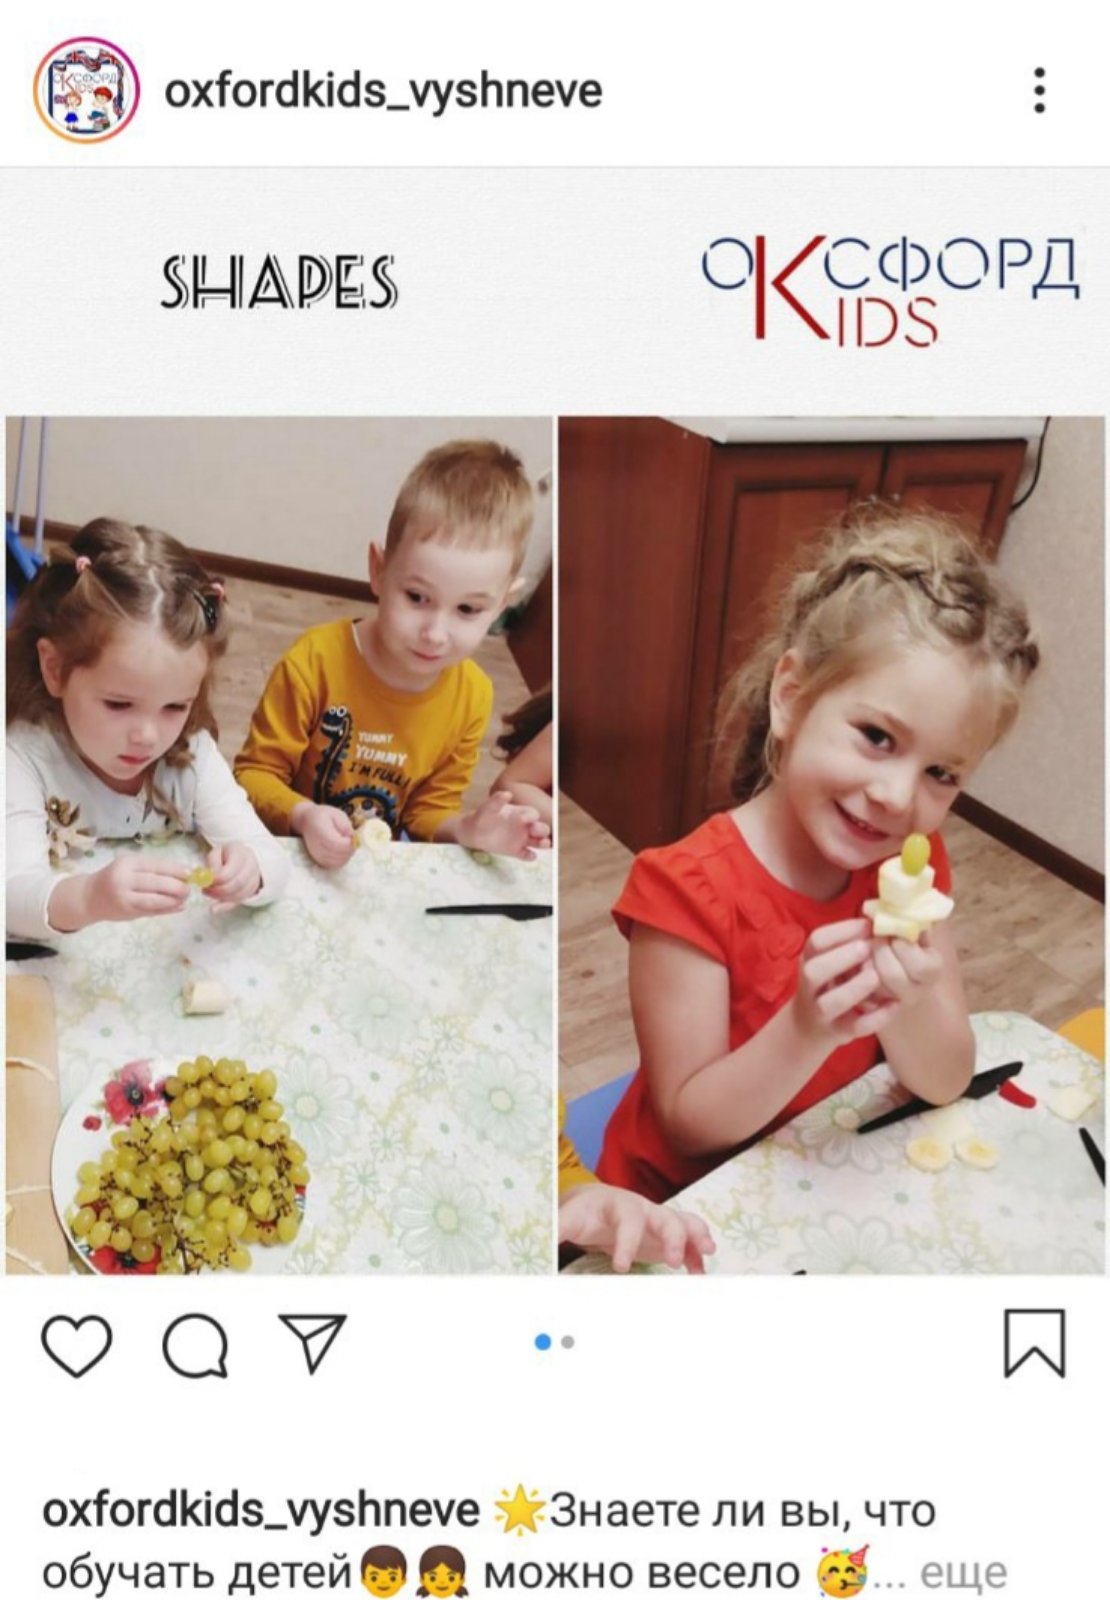 oxfordkids_vyshneve
SHAPES
ОКСФОРД
KIDS
YUMMY
YUMMY
I'M FULL!
oxfordkids_vyshneve 🌟Знаете ли вы, что
обучать детей👦👧 можно весело 🥳... еще